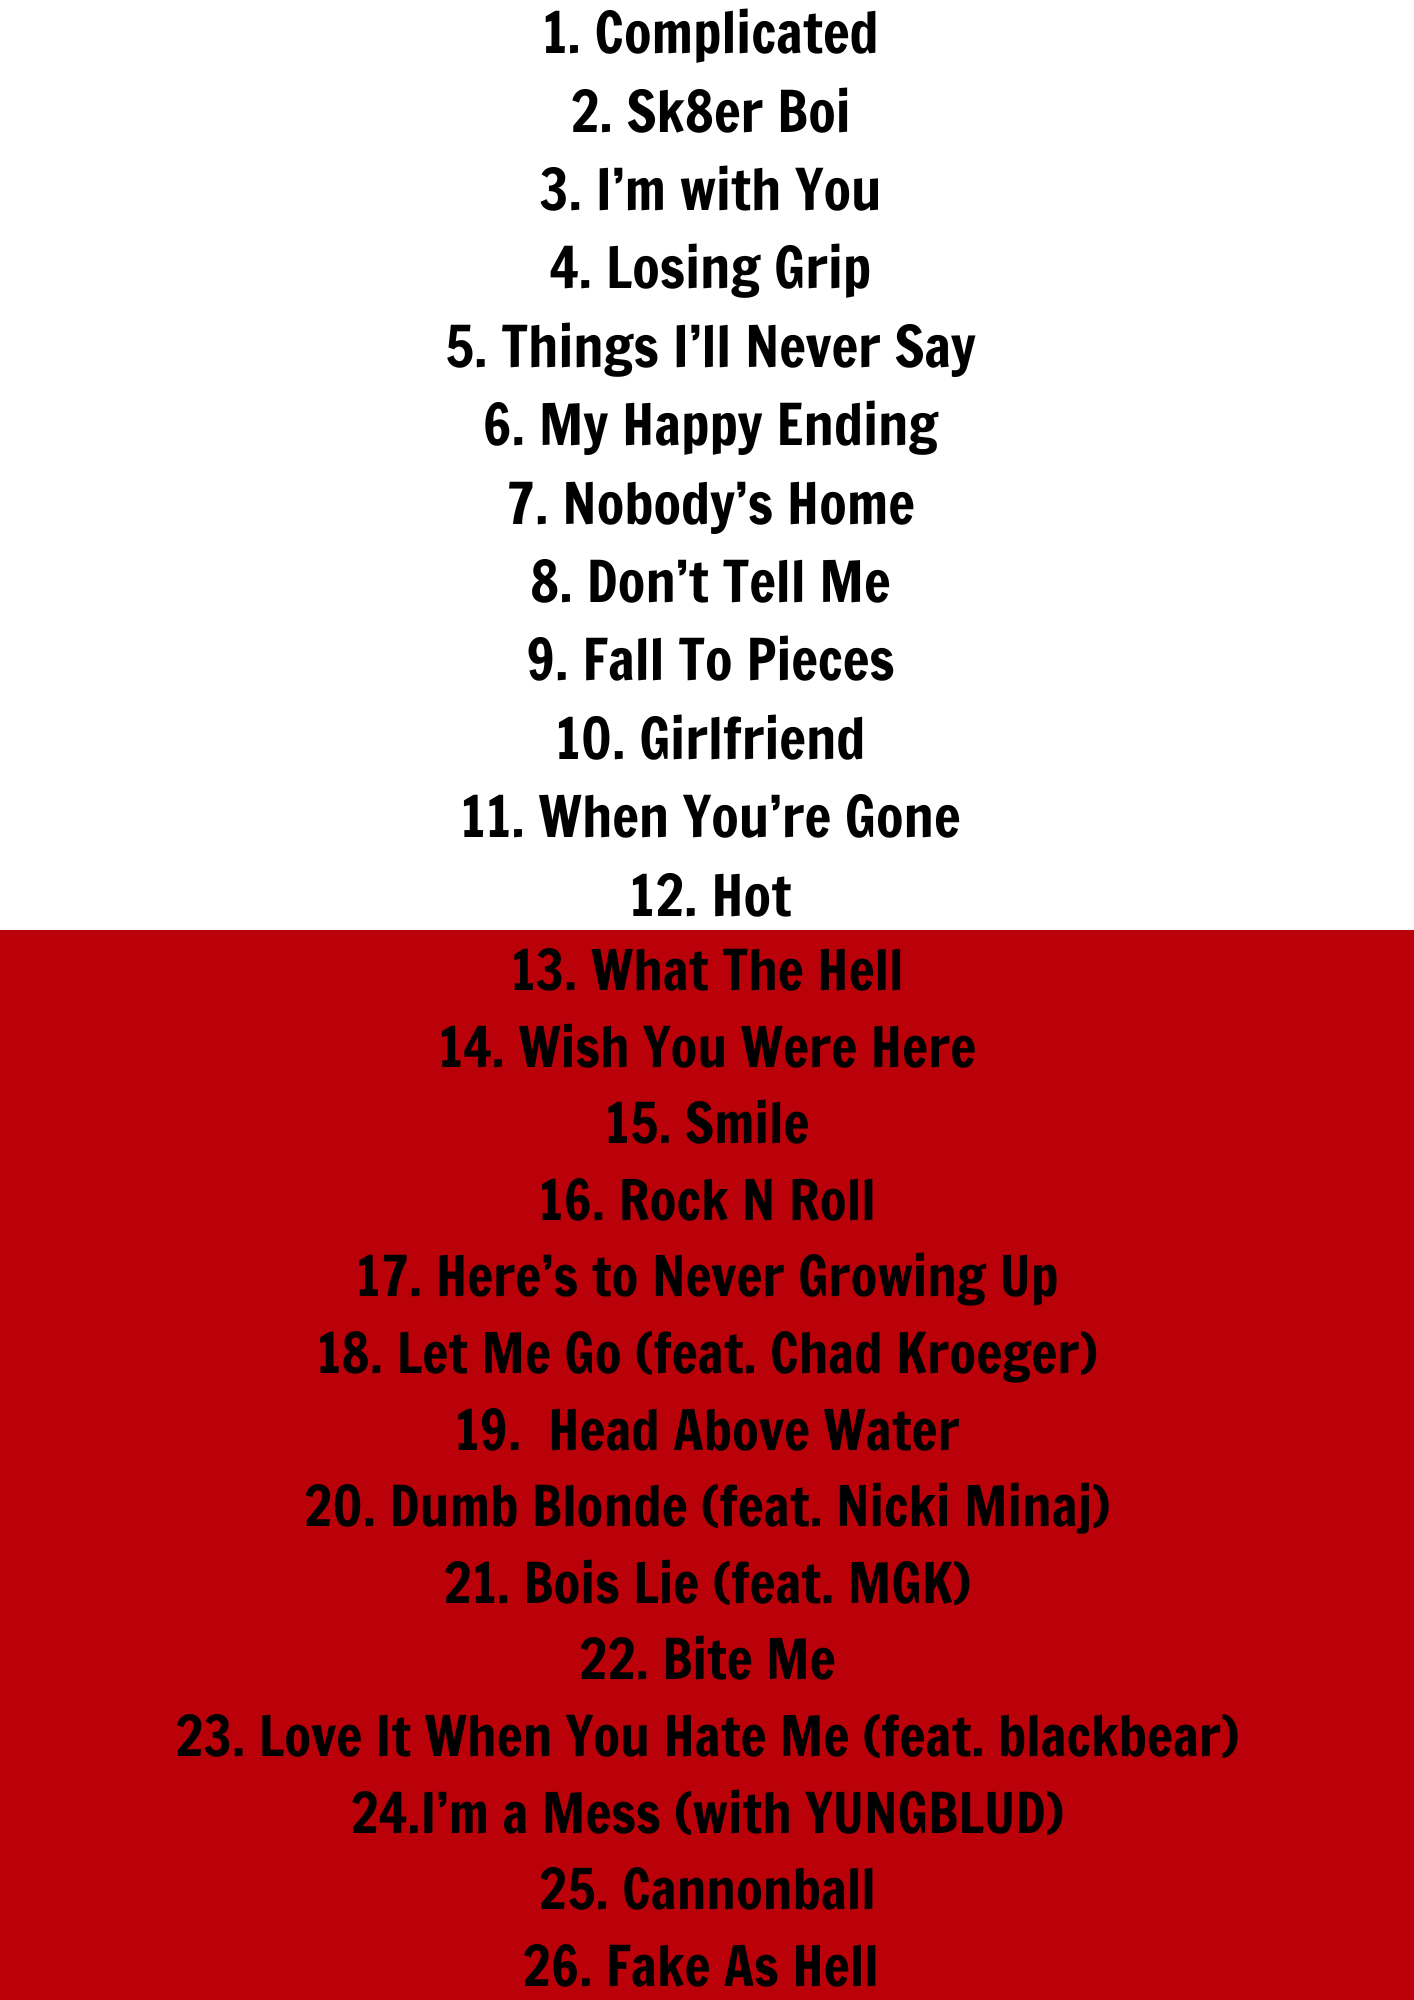 1. Complicated
2. Sk8er Boi
3. I’m with You
4. Losing Grip
5. Things I’ll Never Say
6. My Happy Ending
7. Nobody’s Home
8. Don’t Tell Me
9. Fall To Pieces
10. Girlfriend
11. When You’re Gone
12. Hot
13. What The Hell
14. Wish You Were Here
15. Smile
16. Rock N Roll
17. Here’s to Never Growing Up
18. Let Me Go (feat. Chad Kroeger)
19.  Head Above Water
20. Dumb Blonde (feat. Nicki Minaj)
21. Bois Lie (feat. MGK)
22. Bite Me
23. Love It When You Hate Me (feat. blackbear)
24.I’m a Mess (with YUNGBLUD)
25. Cannonball
26. Fake As Hell